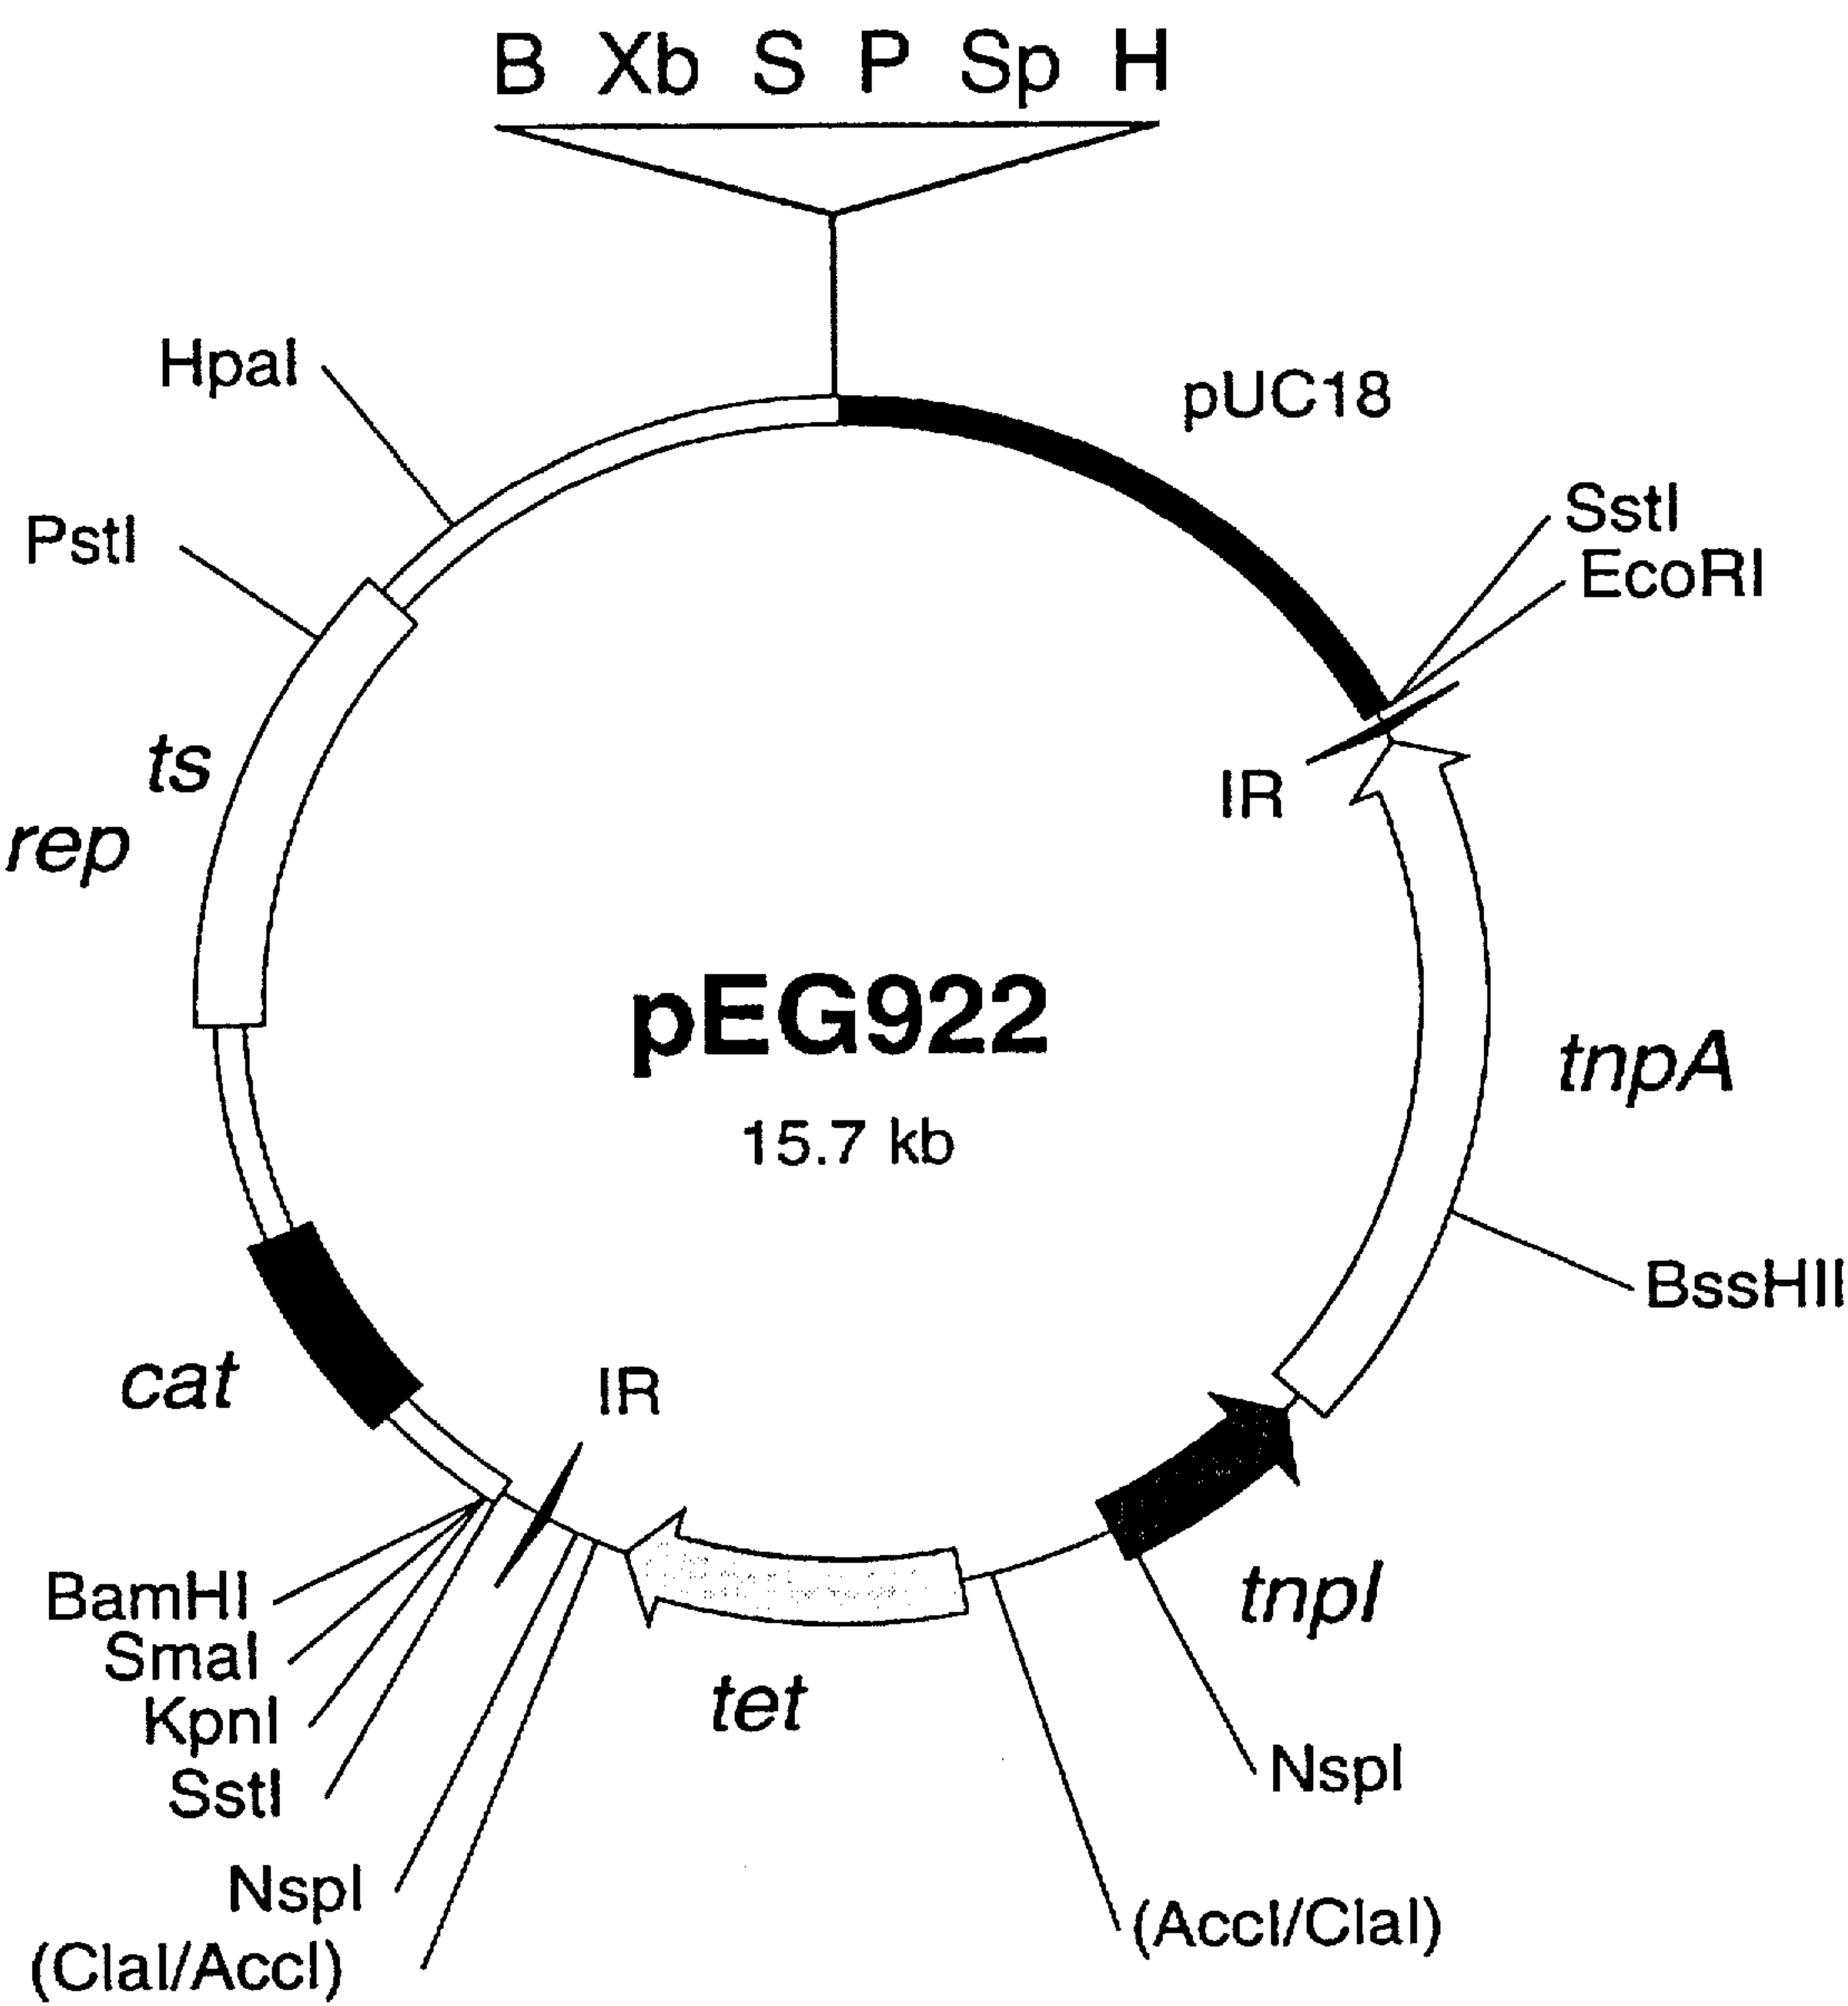 B Xb S P Sp H
HpaI
pUC18
PstI
SstI
EcoRI
ts
rep
IR
pEG922
15.7 kb
tnpA
BssHII
cat
IR
BamHI
SmaI
KpnI
SstI
tnpI
tet
NspI
NspI
(ClaI/AccI)
(AccI/ClaI)